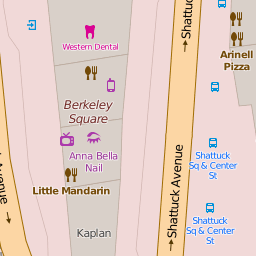 Shattuck
Western Dental
Arinell
Pizza
Berkeley
Square
Anna Bella
Nail
Shattuck Avenue
Shattuck
Sq & Center
St
Little Mandarin
Avenue
Shattuck
Sq & Center
St
Kaplan